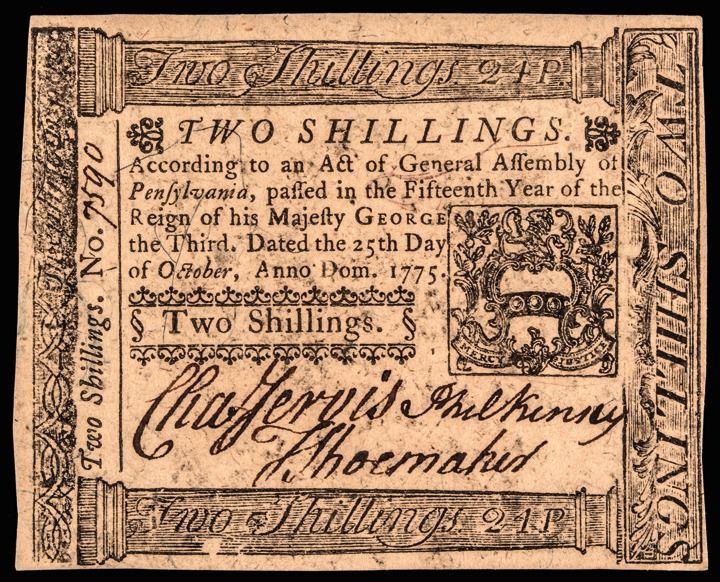 Two Shillings. 24 P.
TWO SHILLINGS.
According to an Act of General Aſſembly of
Penſylvania, paſſed in the Fifteenth Year of the
Reign of his Majeſty GEORGE
the Third. Dated the 25th Day
of October, Anno Dom. 1775.
§ Two Shillings. §
MERCY JUSTICE
Cha Jervis Phil Kinsey
J Shoemaker
Two Shillings. 24 P.
Two Shillings. No. 7590
TWO SHILLINGS